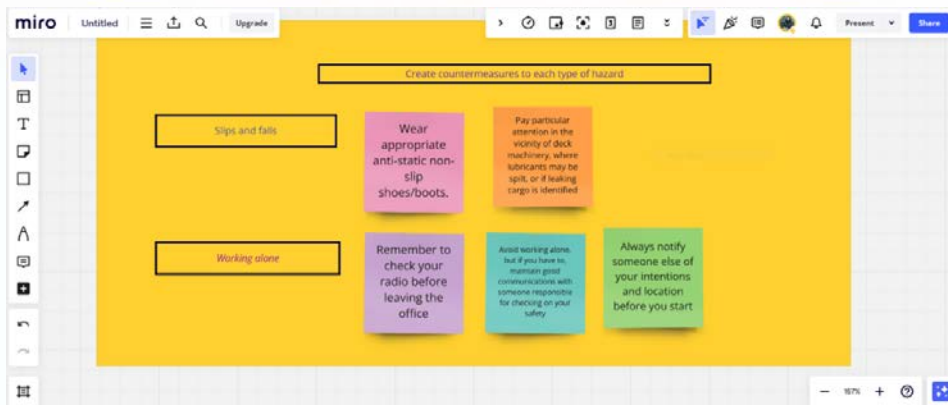 miro Untitled Upgrade 3 Present Share
Create countermeasures to each type of hazard
Slips and falls
Wear
appropriate
anti-static non-
slip
shoes/boots.
Pay particular
attention in the
vicinity of deck
machinery, where
lubricants may be
spilt, or if leaking
cargo is identified
Working alone
Remember to
check your
radio before
leaving the
office
Avoid working alone,
but if you have to,
maintain good
communications with
someone responsible
for checking on your
safety
Always notify
someone else of
your intentions
and location
before you start
167%